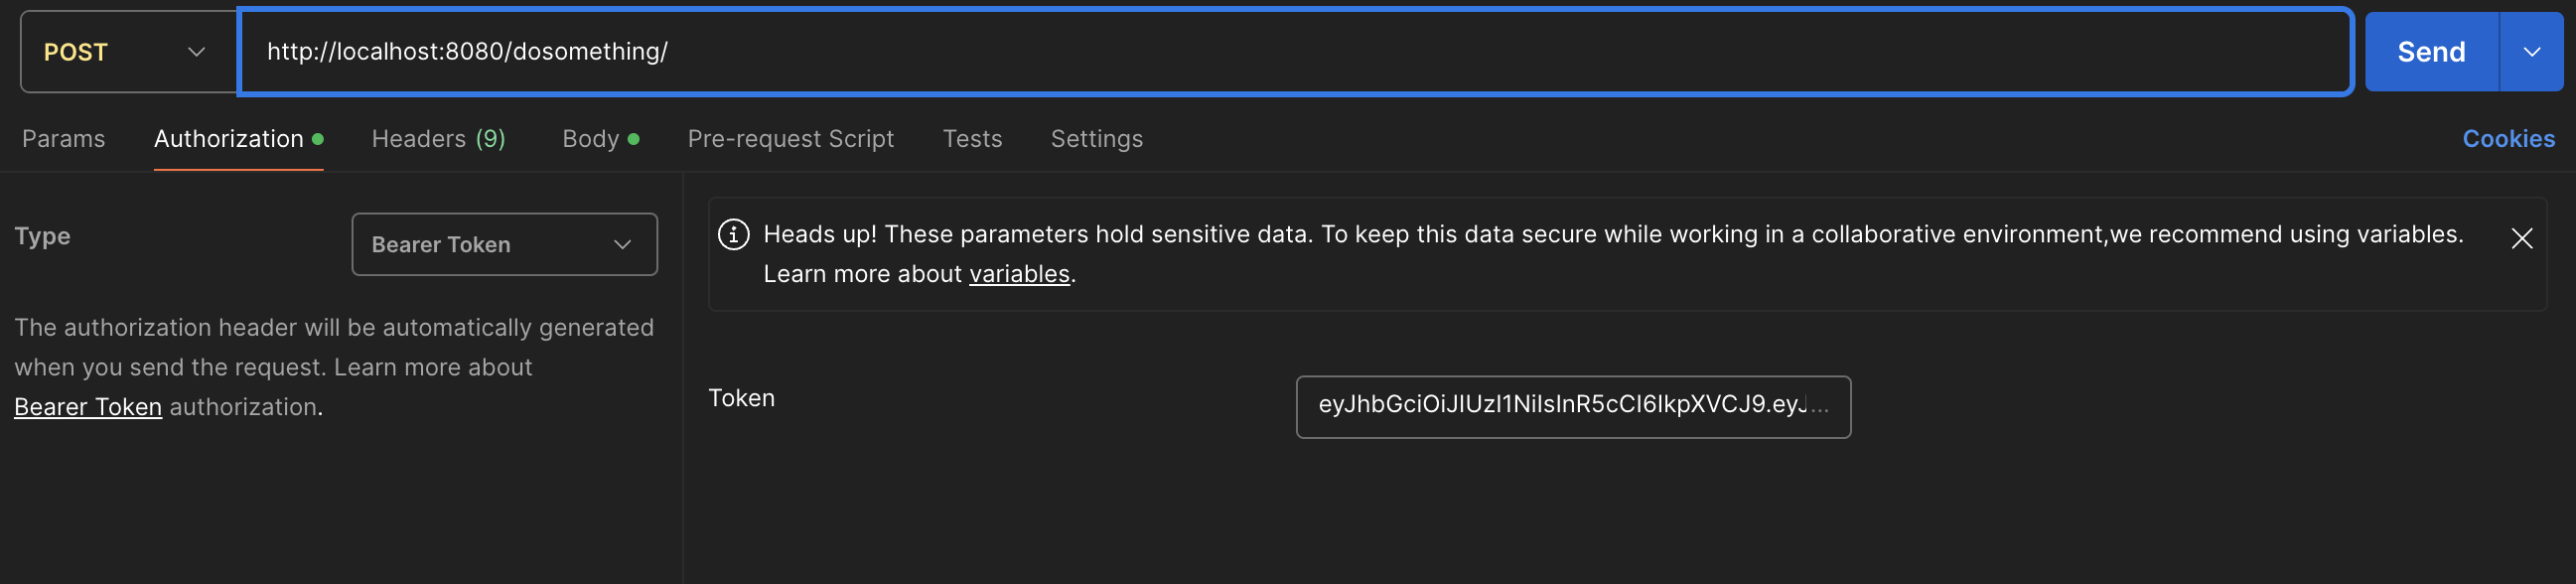 POST
http://localhost:8080/dosomething/
Send
Params
Authorization
Headers (9)
Body
Pre-request Script
Tests
Settings
Cookies
Type
Bearer Token
The authorization header will be automatically generated
when you send the request. Learn more about
Bearer Token authorization.
Heads up! These parameters hold sensitive data. To keep this data secure while working in a collaborative environment,we recommend using variables.
Learn more about variables.
Token
eyJhbGciOiJIUzI1NiIsInR5cCI6IkpXVCJ9.eyJ...